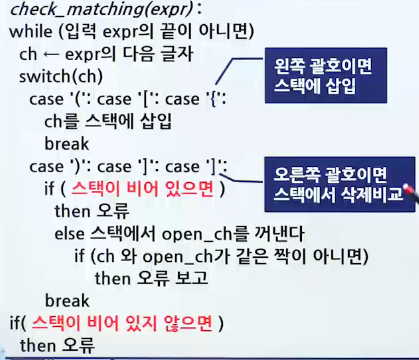 check_matching(expr) :
while (입력 expr의 끝이 아니면)
ch ← expr의 다음 글자
switch(ch)
case '(': case '[': case '{':
ch를 스택에 삽입
break
case ')': case ']': case ']':
if ( 스택이 비어 있으면 )
then 오류
else 스택에서 open_ch를 꺼낸다
if (ch 와 open_ch가 같은 짝이 아니면)
then 오류 보고
break
if( 스택이 비어 있지 않으면 )
then 오류
왼쪽 괄호이면
스택에 삽입
오른쪽 괄호이면
스택에서 삭제비교